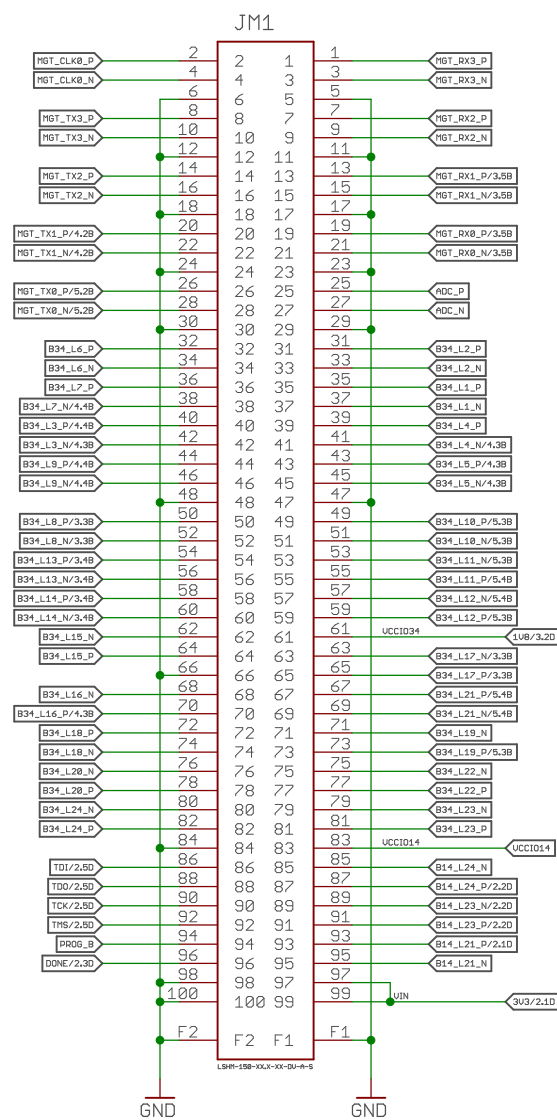 JM1
MGT_CLK0_P 2 2 1 1 MGT_RX3_P
MGT_CLK0_N 4 4 3 3 MGT_RX3_N
6 6 5 5
MGT_TX3_P 8 8 7 7 MGT_RX2_P
MGT_TX3_N 10 10 9 9 MGT_RX2_N
12 12 11 11
MGT_TX2_P 14 14 13 13 MGT_RX1_P/3.5B
MGT_TX2_N 16 16 15 15 MGT_RX1_N/3.5B
18 18 17 17
MGT_TX1_P/4.2B 20 20 19 19 MGT_RX0_P/3.5B
MGT_TX1_N/4.2B 22 22 21 21 MGT_RX0_N/3.5B
24 24 23 23
MGT_TX0_P/5.2B 26 26 25 25 ADC_P
MGT_TX0_N/5.2B 28 28 27 27 ADC_N
30 30 29 29
B34_L6_P 32 32 31 31 B34_L2_P
B34_L6_N 34 34 33 33 B34_L2_N
B34_L7_P 36 36 35 35 B34_L1_P
B34_L7_N/4.4B 38 38 37 37 B34_L1_N
B34_L3_P/4.4B 40 40 39 39 B34_L4_P
B34_L3_N/4.3B 42 42 41 41 B34_L4_N/4.3B
B34_L9_P/4.4B 44 44 43 43 B34_L5_P/4.3B
B34_L9_N/4.4B 46 46 45 45 B34_L5_N/4.3B
48 48 47 47
B34_L8_P/3.3B 50 50 49 49 B34_L10_P/5.3B
B34_L8_N/3.3B 52 52 51 51 B34_L10_N/5.3B
B34_L13_P/3.4B 54 54 53 53 B34_L11_N/5.3B
B34_L13_N/3.4B 56 56 55 55 B34_L11_P/5.4B
B34_L14_P/3.4B 58 58 57 57 B34_L12_N/5.4B
B34_L14_N/3.4B 60 60 59 59 B34_L12_P/5.3B
B34_L15_N 62 62 61 61 VCCIO34 1V8/3.2D
B34_L15_P 64 64 63 63 B34_L17_N/3.3B
66 66 65 65 B34_L17_P/3.3B
B34_L16_N 68 68 67 67 B34_L21_P/5.4B
B34_L16_P/4.3B 70 70 69 69 B34_L21_N/5.4B
B34_L18_P 72 72 71 71 B34_L19_N
B34_L18_N 74 74 73 73 B34_L19_P/5.3B
B34_L20_N 76 76 75 75 B34_L22_N
B34_L20_P 78 78 77 77 B34_L22_P
B34_L24_N 80 80 79 79 B34_L23_N
B34_L24_P 82 82 81 81 B34_L23_P
84 84 83 83 VCCIO14 VCCIO14
TDI/2.5D 86 86 85 85 B14_L24_N
TDO/2.5D 88 88 87 87 B14_L24_P/2.2D
TCK/2.5D 90 90 89 89 B14_L23_N/2.2D
TMS/2.5D 92 92 91 91 B14_L23_P/2.2D
PROG_B 94 94 93 93 B14_L21_P/2.1D
DONE/2.3D 96 96 95 95 B14_L21_N
98 98 97 97
100 100 99 99 VIN 3V3/2.1D
F2 F2 F1 F1
LSHM-150-XX.X-XX-DV-A-S
GND GND